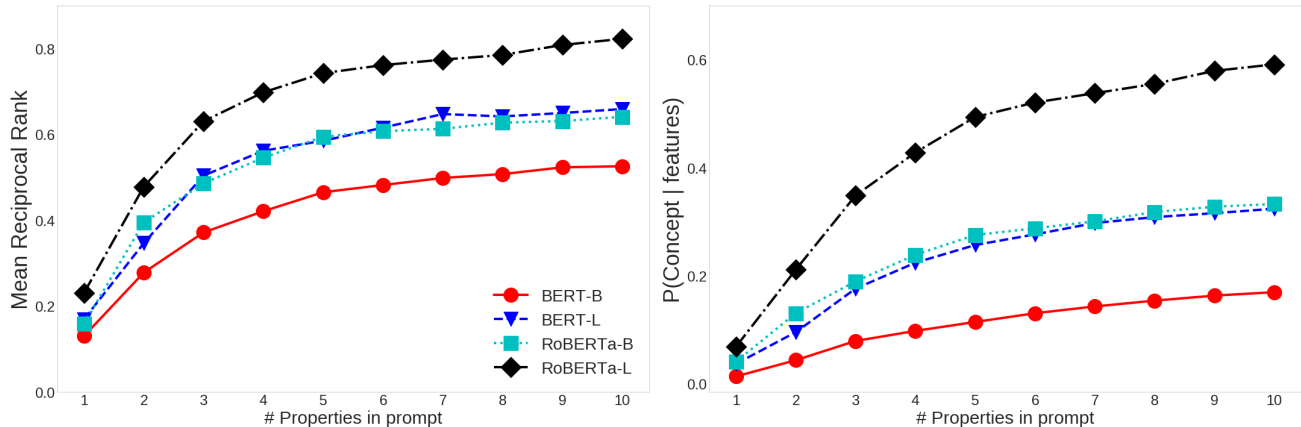 Mean Reciprocal Rank
0.8
0.6
0.4
0.2
0.0
1 2 3 4 5 6 7 8 9 10
# Properties in prompt
BERT-B
BERT-L
RoBERTa-B
RoBERTa-L
P(Concept | features)
0.6
0.4
0.2
0.0
1 2 3 4 5 6 7 8 9 10
# Properties in prompt